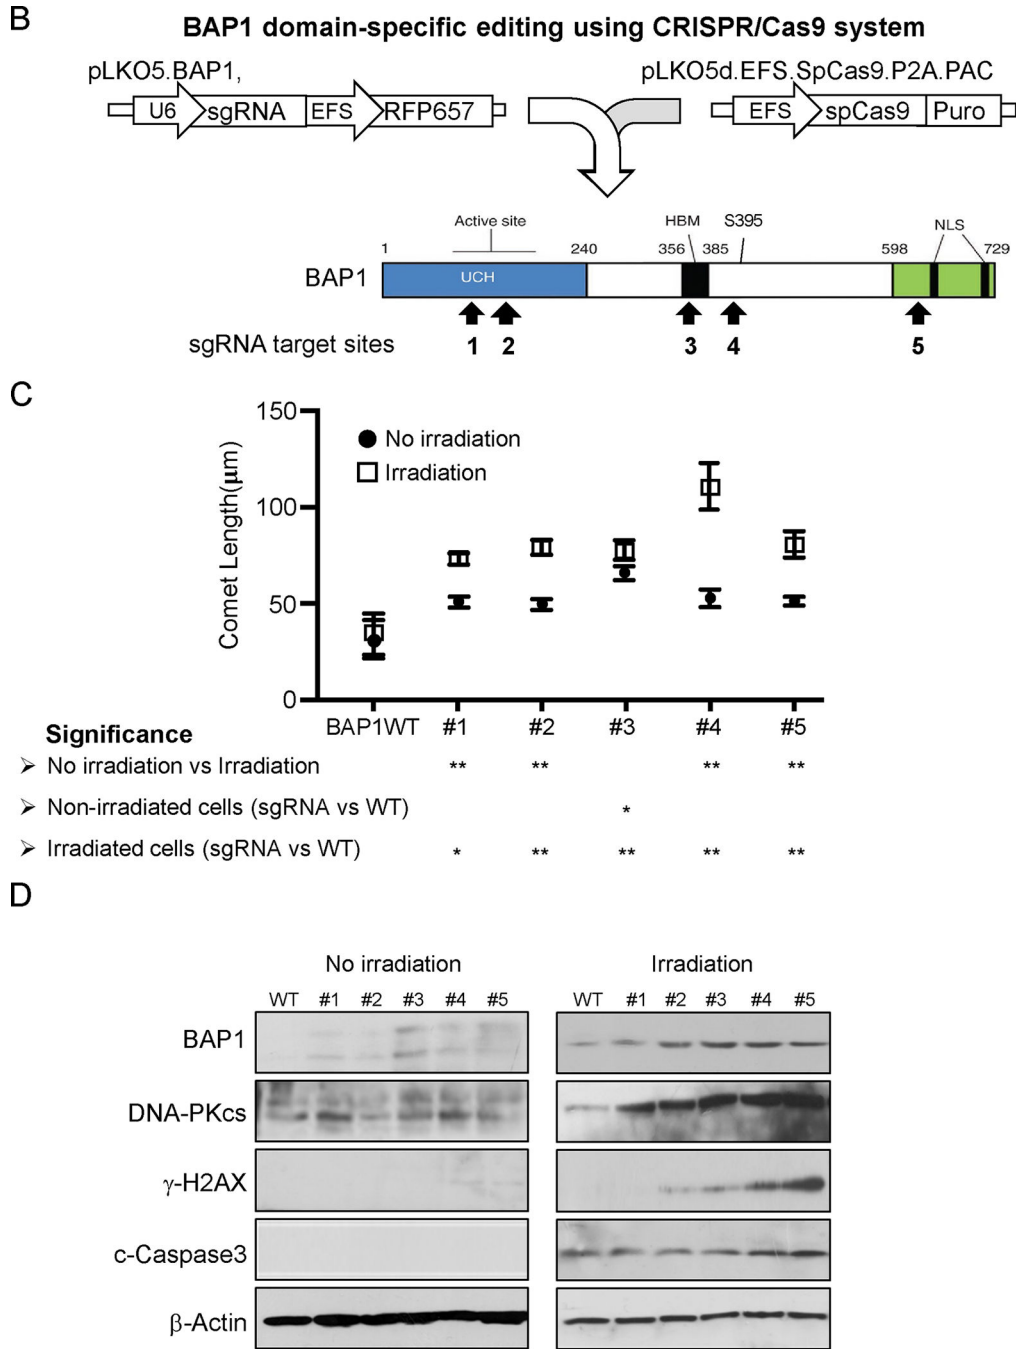 B
BAP1 domain-specific editing using CRISPR/Cas9 system
pLKO5.BAP1,
pLKO5d.EFS.SpCas9.P2A.PAC
U6 sgRNA EFS RFP657
EFS spCas9 Puro
Active site HBM S395 NLS
1 240 356 385 598 729
BAP1 UCH
sgRNA target sites 1 2 3 4 5
C
Comet Length(μm)
150
100
50
0
No irradiation
Irradiation
BAP1WT #1 #2 #3 #4 #5
Significance
➢ No irradiation vs Irradiation ** ** ** **
➢ Non-irradiated cells (sgRNA vs WT) *
➢ Irradiated cells (sgRNA vs WT) * ** ** ** **
D
No irradiation Irradiation
WT #1 #2 #3 #4 #5 WT #1 #2 #3 #4 #5
BAP1
DNA-PKcs
γ-H2AX
c-Caspase3
β-Actin